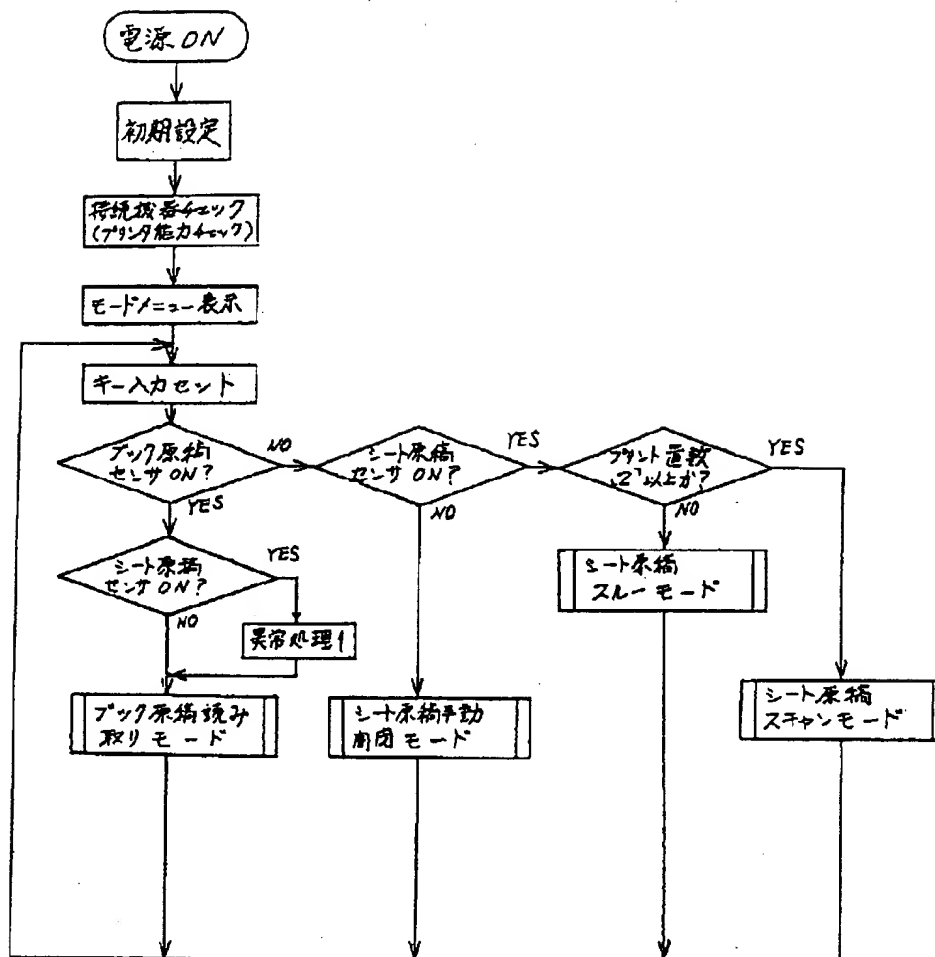 電源ON
初期設定
接続機器チェック
(プリンタ能力チェック)
モードメニュー表示
キー入力セット
ブック原稿
センサON?
NO
YES
シート原稿
センサON?
YES
NO
プリント置数
"2"以上か?
YES
NO
シート原稿
センサON?
YES
NO
異常処理1
シート原稿
スルーモード
ブック原稿読み
取りモード
シート原稿手動
開閉モード
シート原稿
スキャンモード